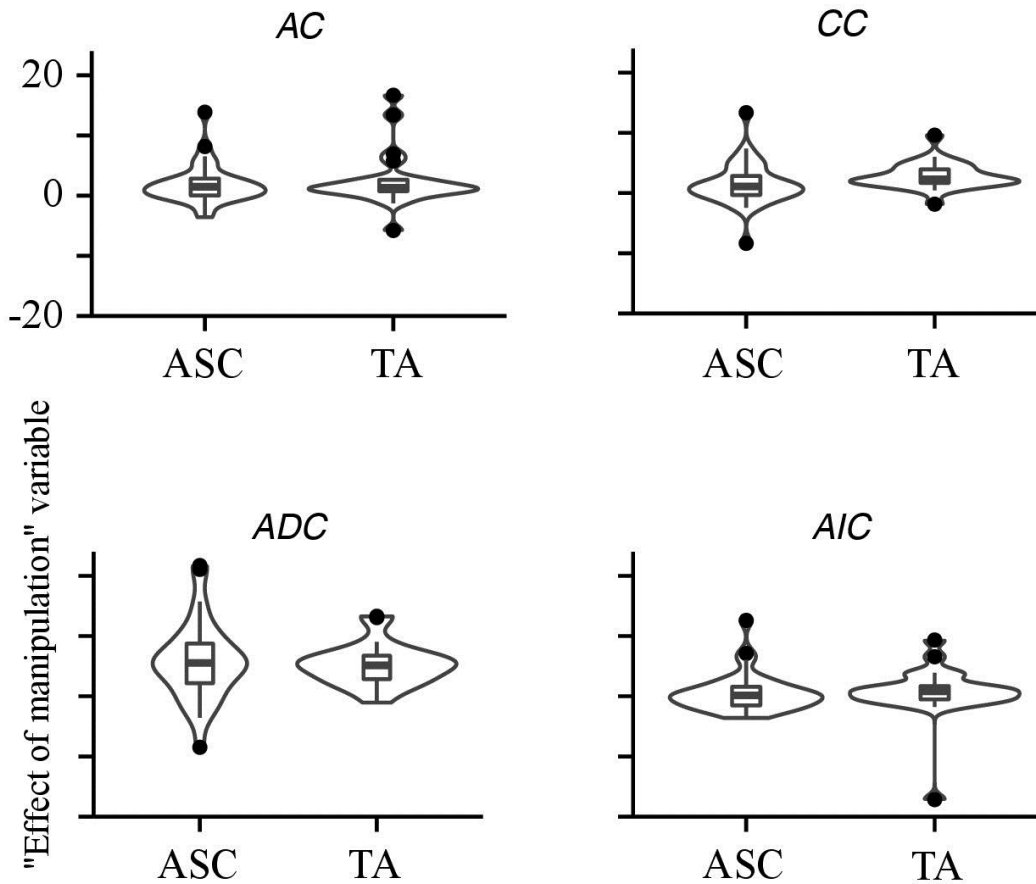 AC
20
0
-20
ASC TA
CC
ASC TA
"Effect of manipulation" variable
ADC
ASC TA
AIC
ASC TA